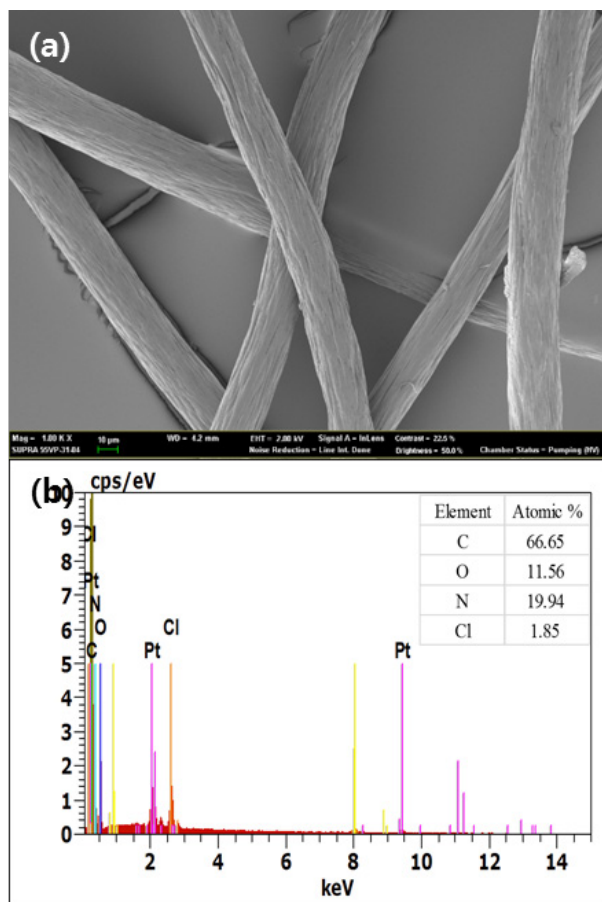 (a)
Mag = 1.00 K X 10 µm WD = 4.2 mm EHT = 2.00 kV Signal A = InLens Contrast = 22.5 % Chamber Status = Pumping (HV)
SUPRA 55VP-31-84 Noise Reduction = Line Int. Done Brightness = 50.0 %
(b)
cps/eV
10
9
8
7
6
5
4
3
2
1
0
Cl
Pt
N
O
C
Pt
Cl
Pt
Element Atomic %
C 66.65
O 11.56
N 19.94
Cl 1.85
2 4 6 8 10 12 14
keV